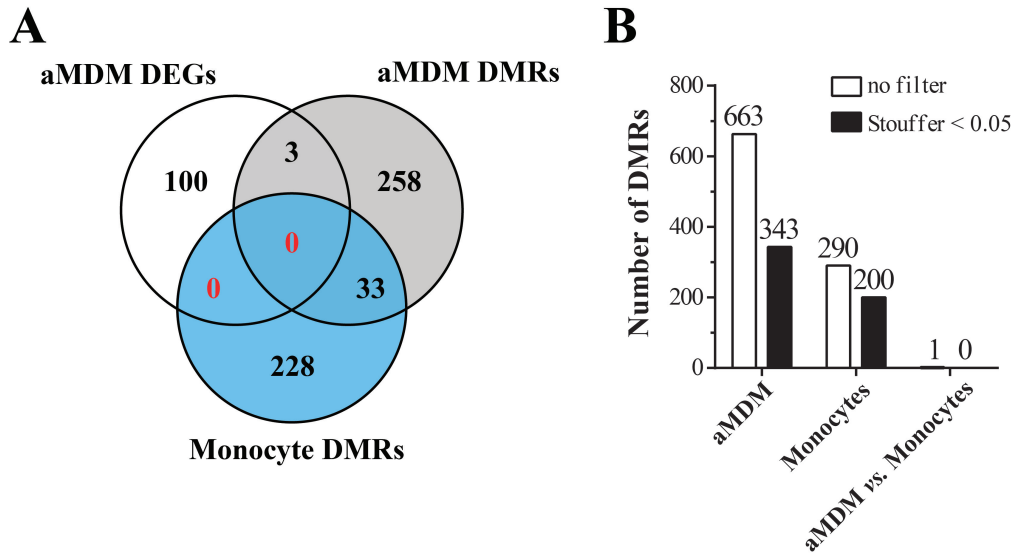 A
aMDM DEGs
aMDM DMRs
100
3
258
0
0
33
228
Monocyte DMRs
B
Number of DMRs
800
600
400
200
0
no filter
Stouffer < 0.05
663
343
290
200
1
0
aMDM
Monocytes
aMDM vs. Monocytes